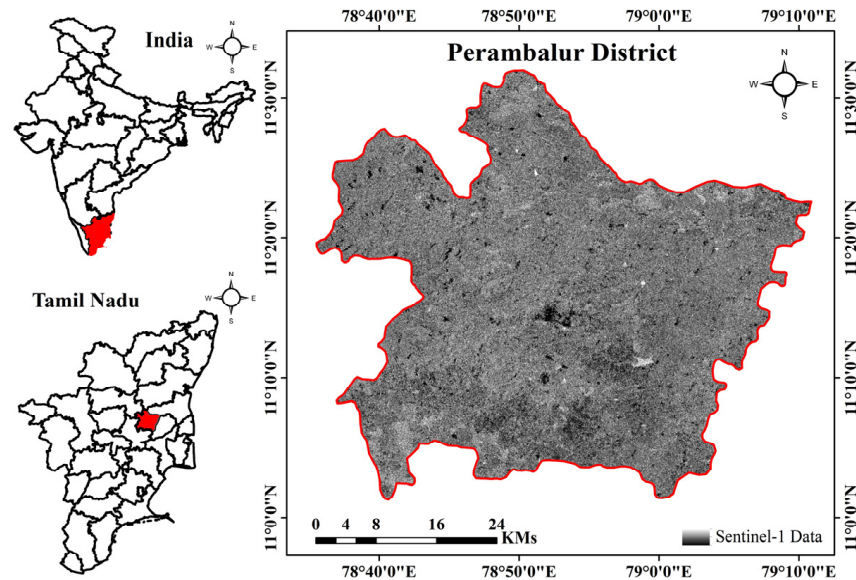 India
N
W E
S
Tamil Nadu
N
W E
S
78°40'0"E 78°50'0"E 79°0'0"E 79°10'0"E
Perambalur District
N
W E
S
11°30'0"N
11°20'0"N
11°10'0"N
11°0'0"N
11°30'0"N
11°20'0"N
11°10'0"N
11°0'0"N
0 4 8 16 24
KMs
Sentinel-1 Data
78°40'0"E 78°50'0"E 79°0'0"E 79°10'0"E